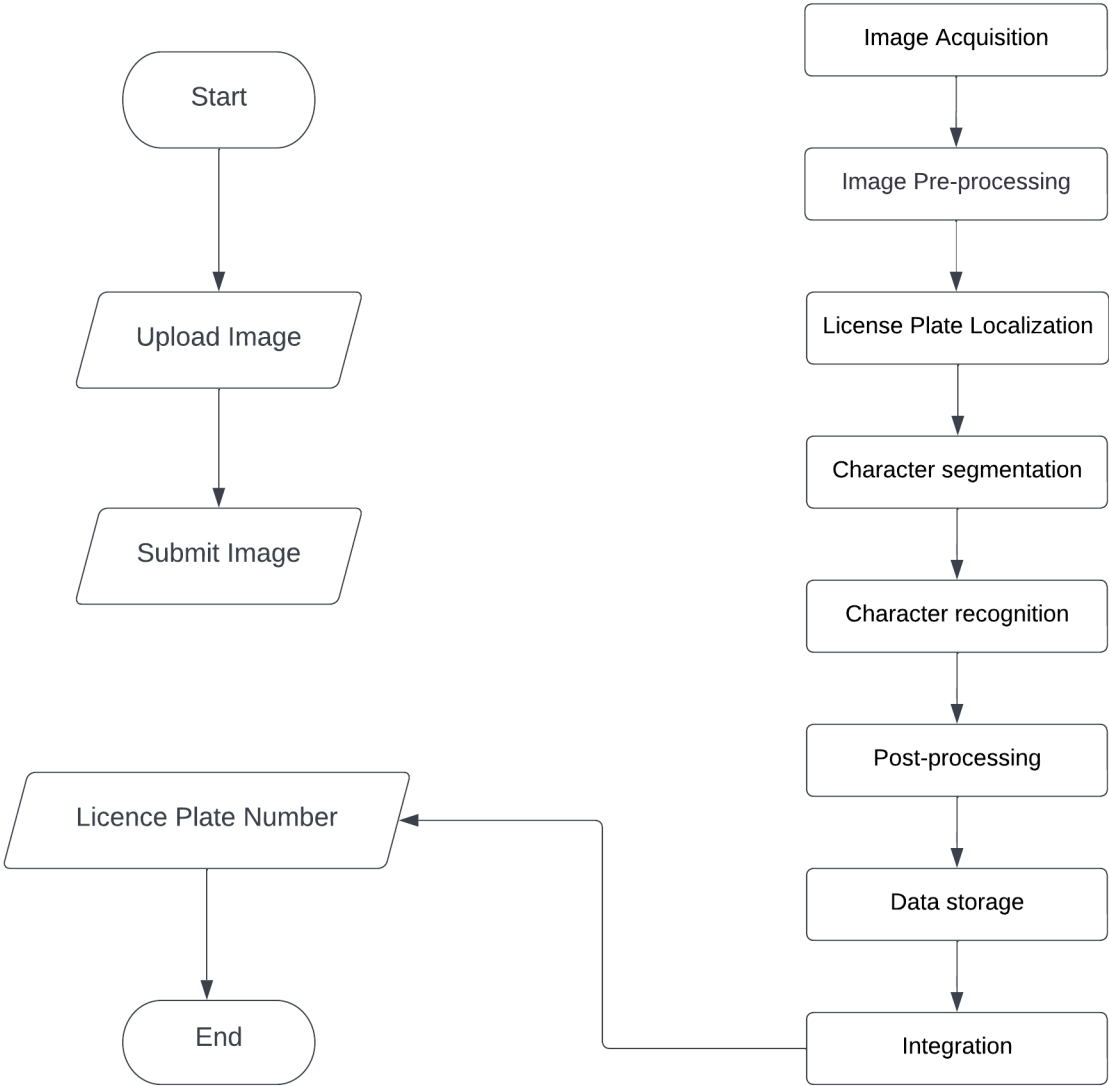 Start
Upload Image
Submit Image
Image Acquisition
Image Pre-processing
License Plate Localization
Character segmentation
Character recognition
Post-processing
Data storage
Integration
Licence Plate Number
End